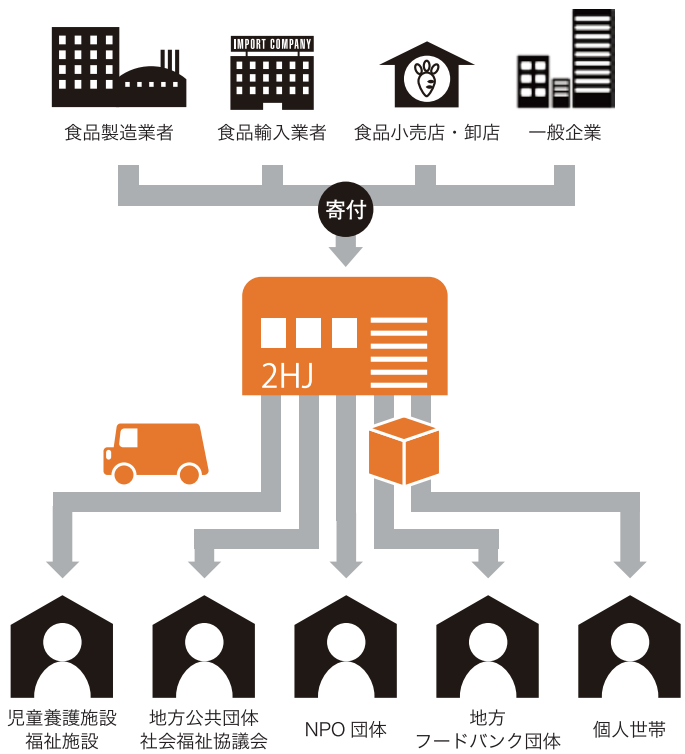 IMPORT COMPANY
食品製造業者
食品輸入業者
食品小売店・卸店
一般企業
寄付
2HJ
児童養護施設
福祉施設
地方公共団体
社会福祉協議会
NPO 団体
地方
フードバンク団体
個人世帯